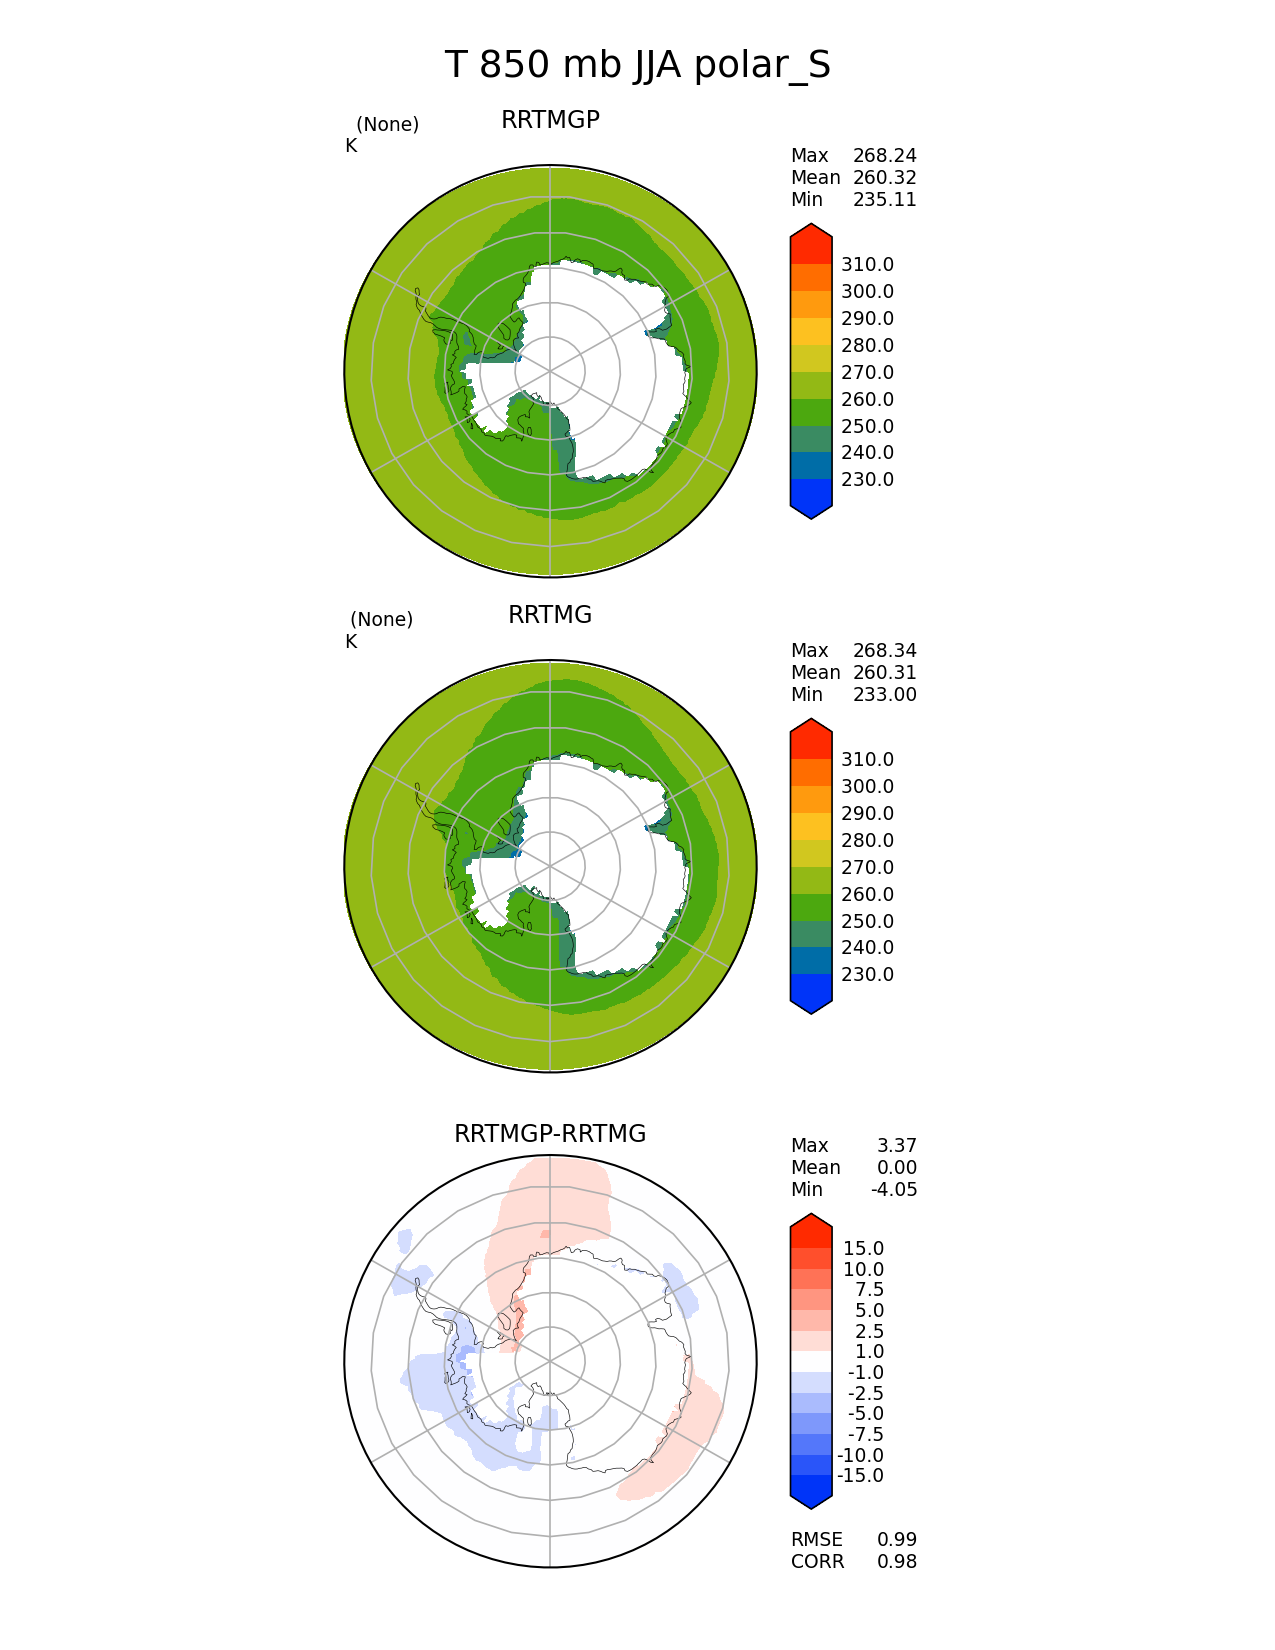 T 850 mb JJA polar_S
(None)
RRTMGP
K
Max 268.24
Mean 260.32
Min 235.11
310.0
300.0
290.0
280.0
270.0
260.0
250.0
240.0
230.0
(None)
RRTMG
K
Max 268.34
Mean 260.31
Min 233.00
310.0
300.0
290.0
280.0
270.0
260.0
250.0
240.0
230.0
RRTMGP-RRTMG
Max 3.37
Mean 0.00
Min -4.05
15.0
10.0
7.5
5.0
2.5
1.0
-1.0
-2.5
-5.0
-7.5
-10.0
-15.0
RMSE 0.99
CORR 0.98